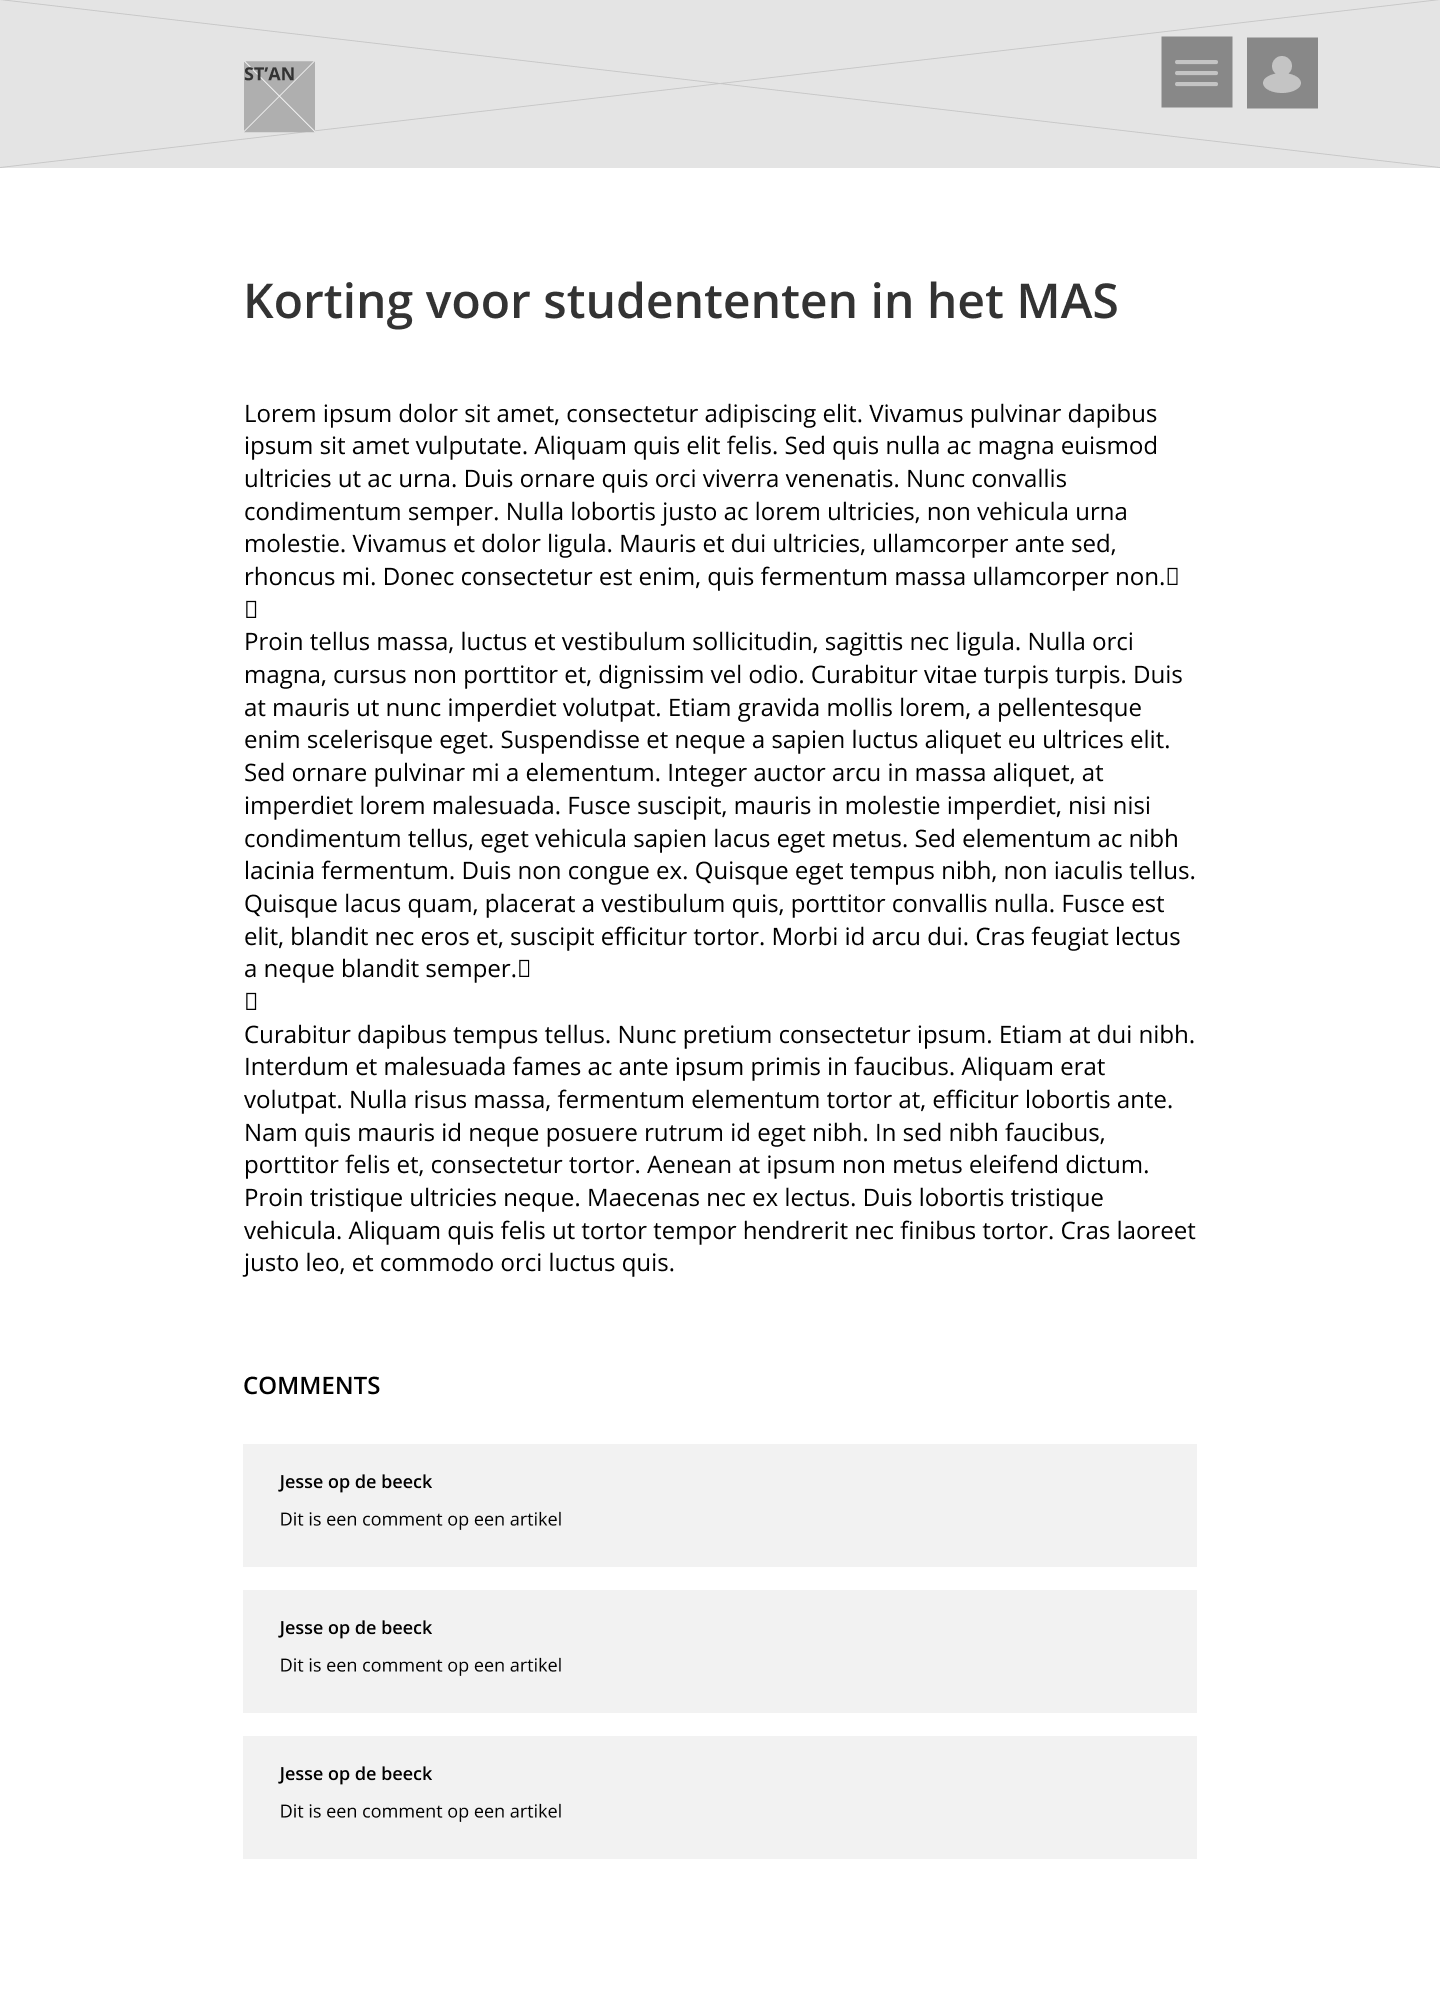 ST'AN
Korting voor studententen in het MAS
Lorem ipsum dolor sit amet, consectetur adipiscing elit. Vivamus pulvinar dapibus
ipsum sit amet vulputate. Aliquam quis elit felis. Sed quis nulla ac magna euismod
ultricies ut ac urna. Duis ornare quis orci viverra venenatis. Nunc convallis
condimentum semper. Nulla lobortis justo ac lorem ultricies, non vehicula urna
molestie. Vivamus et dolor ligula. Mauris et dui ultricies, ullamcorper ante sed,
rhoncus mi. Donec consectetur est enim, quis fermentum massa ullamcorper non.
Proin tellus massa, luctus et vestibulum sollicitudin, sagittis nec ligula. Nulla orci
magna, cursus non porttitor et, dignissim vel odio. Curabitur vitae turpis turpis. Duis
at mauris ut nunc imperdiet volutpat. Etiam gravida mollis lorem, a pellentesque
enim scelerisque eget. Suspendisse et neque a sapien luctus aliquet eu ultrices elit.
Sed ornare pulvinar mi a elementum. Integer auctor arcu in massa aliquet, at
imperdiet lorem malesuada. Fusce suscipit, mauris in molestie imperdiet, nisi nisi
condimentum tellus, eget vehicula sapien lacus eget metus. Sed elementum ac nibh
lacinia fermentum. Duis non congue ex. Quisque eget tempus nibh, non iaculis tellus.
Quisque lacus quam, placerat a vestibulum quis, porttitor convallis nulla. Fusce est
elit, blandit nec eros et, suscipit efficitur tortor. Morbi id arcu dui. Cras feugiat lectus
a neque blandit semper.
Curabitur dapibus tempus tellus. Nunc pretium consectetur ipsum. Etiam at dui nibh.
Interdum et malesuada fames ac ante ipsum primis in faucibus. Aliquam erat
volutpat. Nulla risus massa, fermentum elementum tortor at, efficitur lobortis ante.
Nam quis mauris id neque posuere rutrum id eget nibh. In sed nibh faucibus,
porttitor felis et, consectetur tortor. Aenean at ipsum non metus eleifend dictum.
Proin tristique ultricies neque. Maecenas nec ex lectus. Duis lobortis tristique
vehicula. Aliquam quis felis ut tortor tempor hendrerit nec finibus tortor. Cras laoreet
justo leo, et commodo orci luctus quis.
COMMENTS
Jesse op de beeck
Dit is een comment op een artikel
Jesse op de beeck
Dit is een comment op een artikel
Jesse op de beeck
Dit is een comment op een artikel